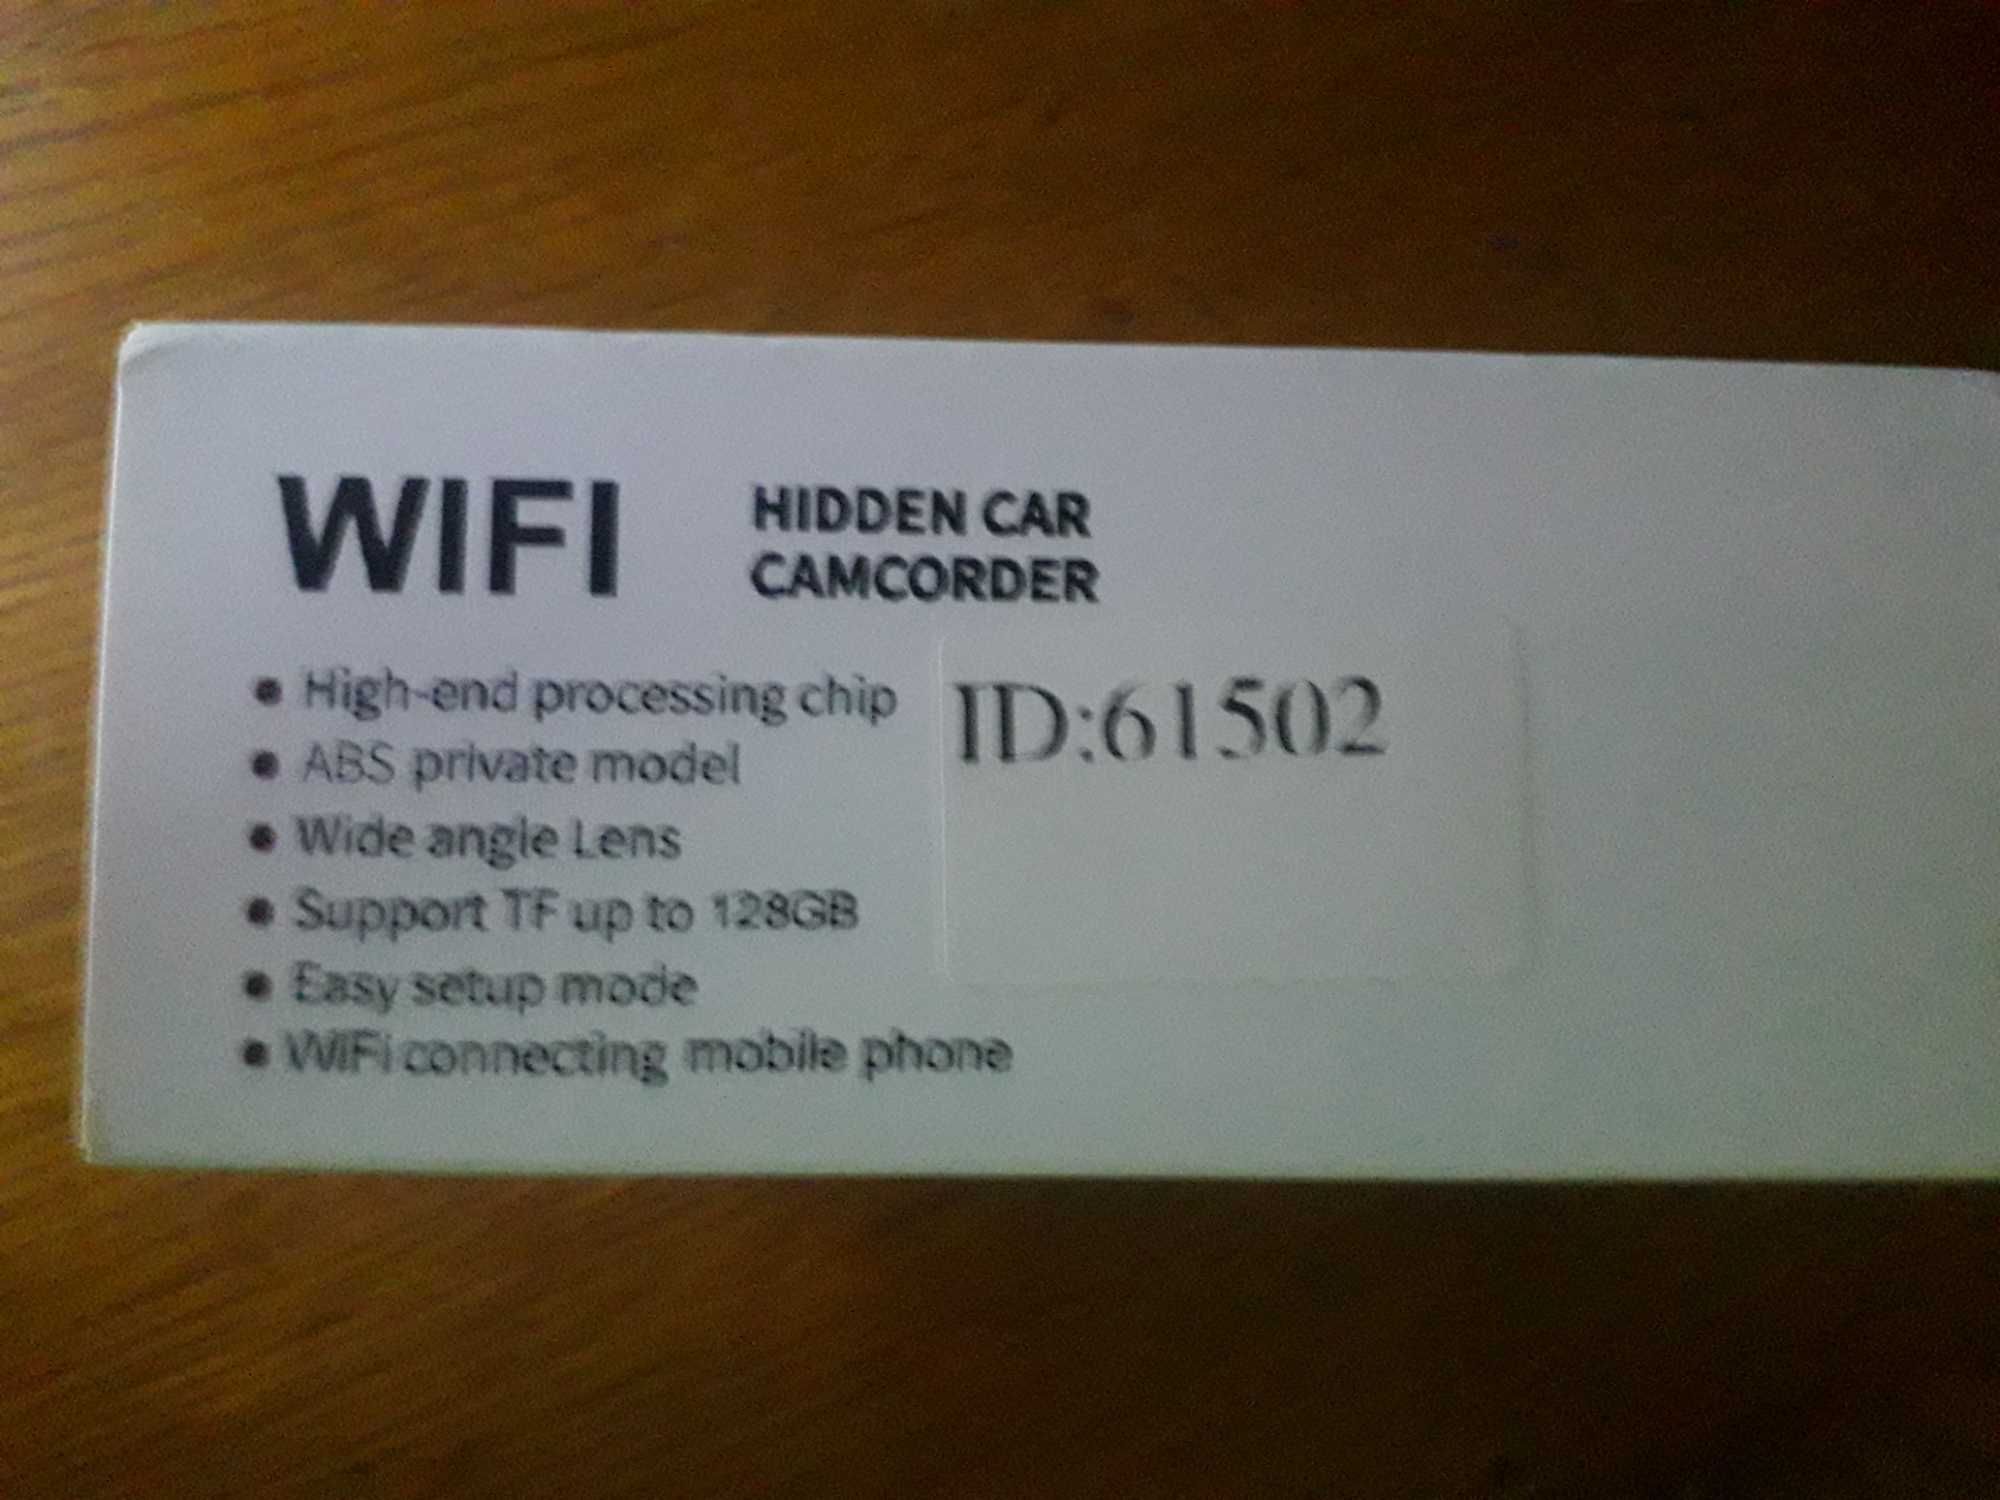 WIFI
HIDDEN CAR
CAMCORDER
• High-end processing chip
• ABS private model
• Wide angle Lens
• Support TF up to 128GB
• Easy setup mode
• WiFi connecting mobile phone
ID:61502